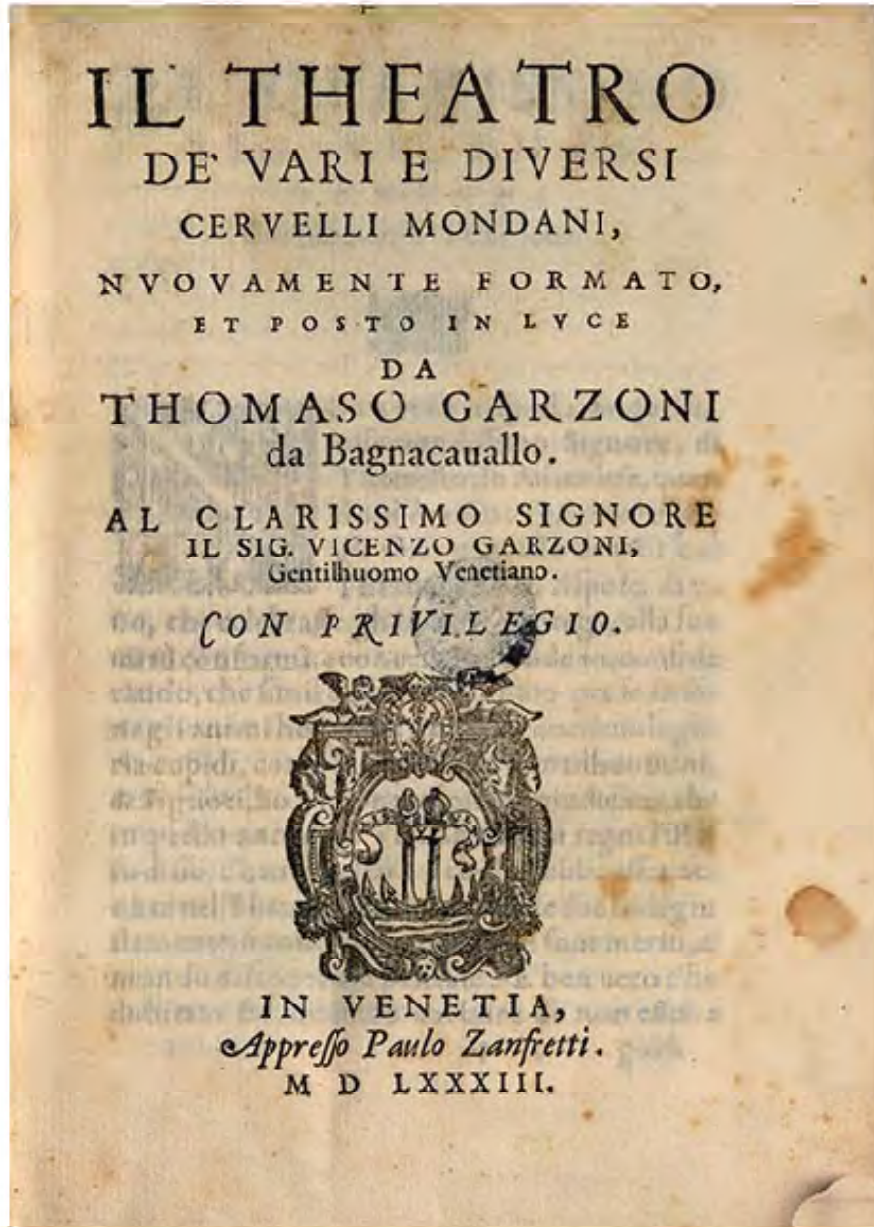 IL THEATRO
DE' VARI E DIVERSI
CERVELLI MONDANI,
NVOVAMENTE FORMATO,
ET POSTO IN LVCE
DA
THOMASO GARZONI
da Bagnacauallo.
AL CLARISSIMO SIGNORE
IL SIG. VICENZO GARZONI,
Gentilhuomo Venetiano.
CON PRIVILEGIO.
IN VENETIA,
Appresso Paulo Zanfretti.
M D LXXXIII.